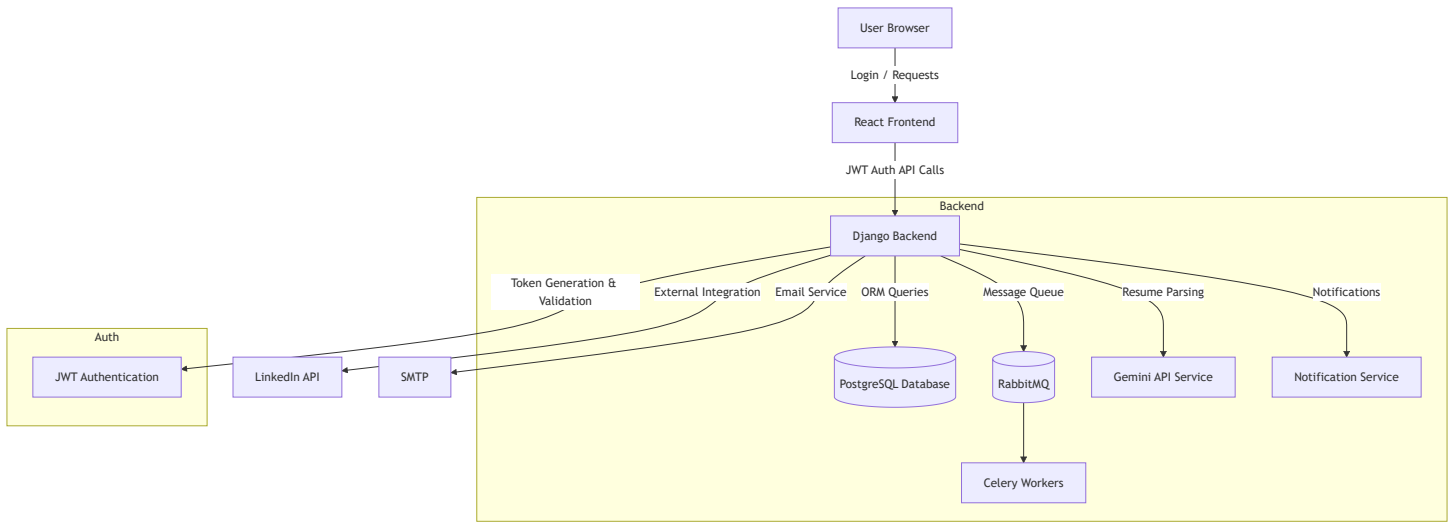 User Browser
Login / Requests
React Frontend
JWT Auth API Calls
Backend
Django Backend
Token Generation &
Validation
External Integration
Email Service
ORM Queries
Message Queue
Resume Parsing
Notifications
Auth
JWT Authentication
LinkedIn API
SMTP
PostgreSQL Database
RabbitMQ
Gemini API Service
Notification Service
Celery Workers